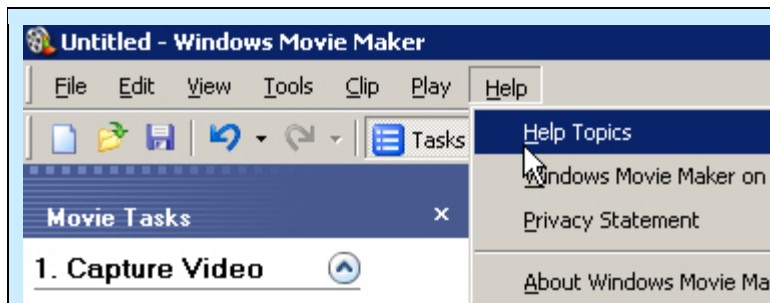 Untitled - Windows Movie Maker
File Edit View Tools Clip Play Help
Tasks
Help Topics
Windows Movie Maker on
Privacy Statement
About Windows Movie Ma
Movie Tasks
1. Capture Video